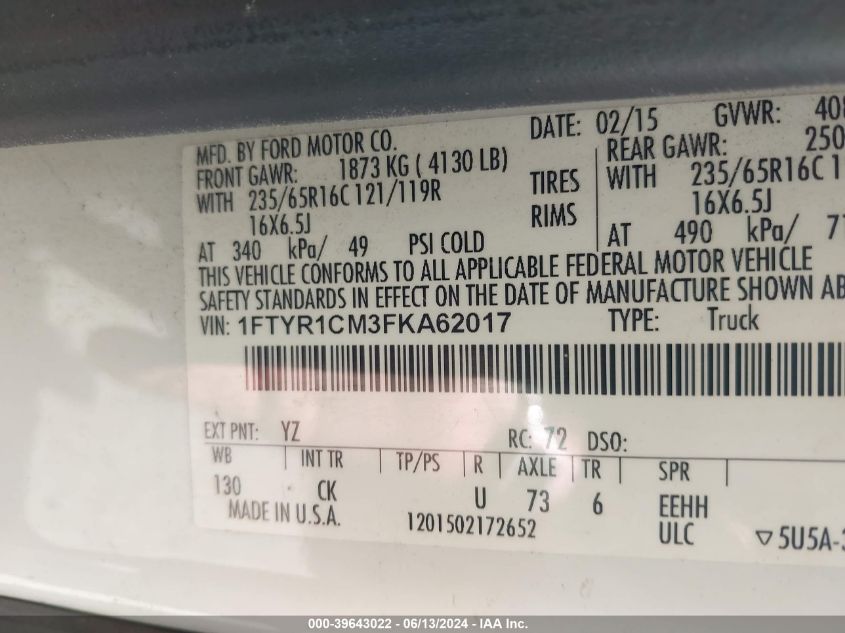 MFD. BY FORD MOTOR CO. DATE: 02/15 GVWR: 408
FRONT GAWR: 1873 KG ( 4130 LB) REAR GAWR: 250
WITH 235/65R16C 121/119R TIRES WITH 235/65R16C 1
16X6.5J RIMS 16X6.5J
AT 340 kPa/ 49 PSI COLD AT 490 kPa/ 71
THIS VEHICLE CONFORMS TO ALL APPLICABLE FEDERAL MOTOR VEHICLE
SAFETY STANDARDS IN EFFECT ON THE DATE OF MANUFACTURE SHOWN AB
VIN: 1FTYR1CM3FKA62017 TYPE: Truck
EXT PNT: YZ RC: 72 DSO:
WB INT TR TP/PS R AXLE TR SPR
130 CK U 73 6 EEHH
MADE IN U.S.A. 1201502172652 ULC ▽5U5A-3
000-39643022 - 06/13/2024 - IAA Inc.